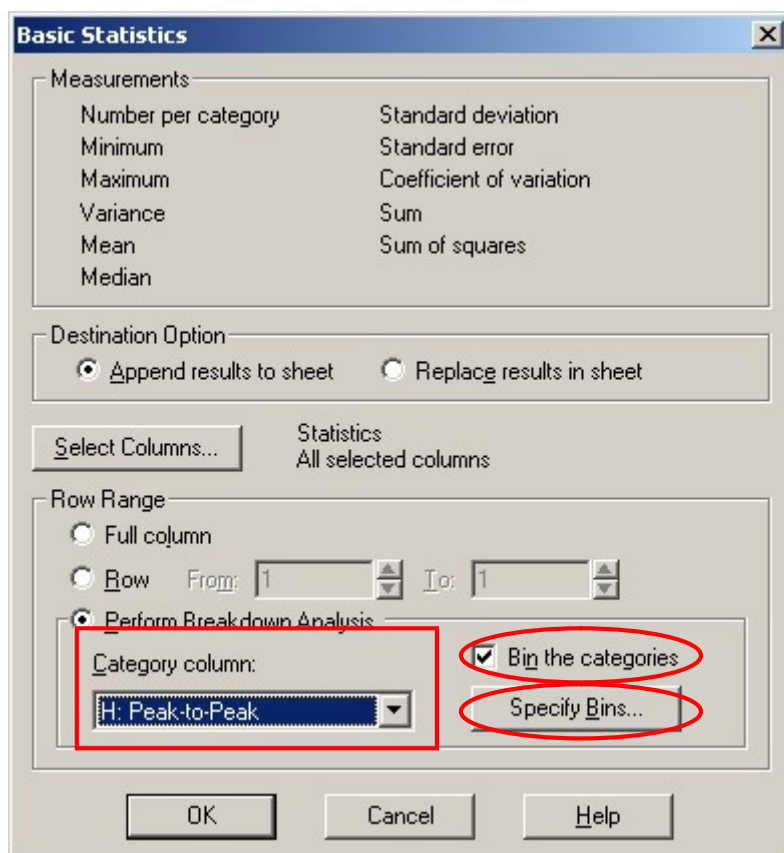 Basic Statistics
Measurements
Number per category Standard deviation
Minimum Standard error
Maximum Coefficient of variation
Variance Sum
Mean Sum of squares
Median
Destination Option
Append results to sheet Replace results in sheet
Select Columns... Statistics
All selected columns
Row Range
Full column
Row From: 1 To: 1
Perform Breakdown Analysis
Category column: Bin the categories
H: Peak-to-Peak Specify Bins...
OK Cancel Help